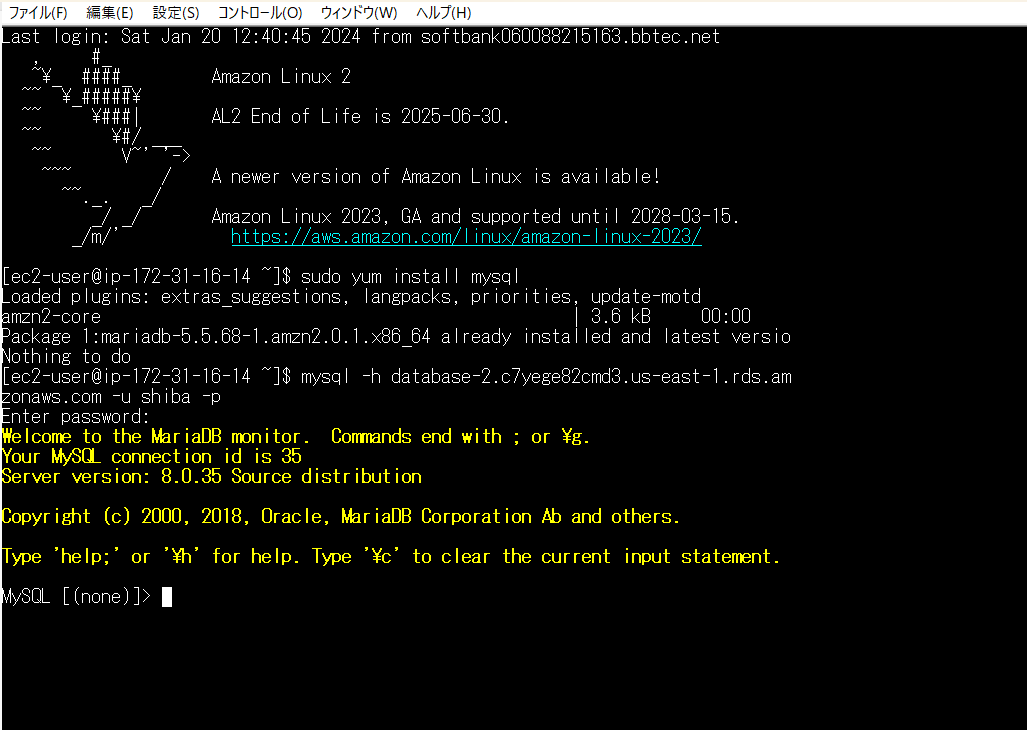 ファイル(F) 編集(E) 設定(S) コントロール(O) ウィンドウ(W) ヘルプ(H)
Last login: Sat Jan 20 12:40:45 2024 from softbank060088215163.bbtec.net
   ,     #_
   ~¥_  ####_        Amazon Linux 2
  ~~  ¥_#####¥
  ~~     ¥###|       AL2 End of Life is 2025-06-30.
  ~~       ¥#/ ___
   ~~       V~' '->
    ~~~         /    A newer version of Amazon Linux is available!
      ~~._.   _/
         _/ _/       Amazon Linux 2023, GA and supported until 2028-03-15.
       _/m/'           https://aws.amazon.com/linux/amazon-linux-2023/
[ec2-user@ip-172-31-16-14 ~]$ sudo yum install mysql
Loaded plugins: extras_suggestions, langpacks, priorities, update-motd
amzn2-core                                               | 3.6 kB     00:00
Package 1:mariadb-5.5.68-1.amzn2.0.1.x86_64 already installed and latest versio
Nothing to do
[ec2-user@ip-172-31-16-14 ~]$ mysql -h database-2.c7yege82cmd3.us-east-1.rds.am
zonaws.com -u shiba -p
Enter password:
Welcome to the MariaDB monitor.  Commands end with ; or ¥g.
Your MySQL connection id is 35
Server version: 8.0.35 Source distribution
Copyright (c) 2000, 2018, Oracle, MariaDB Corporation Ab and others.
Type 'help;' or '¥h' for help. Type '¥c' to clear the current input statement.
MySQL [(none)]>